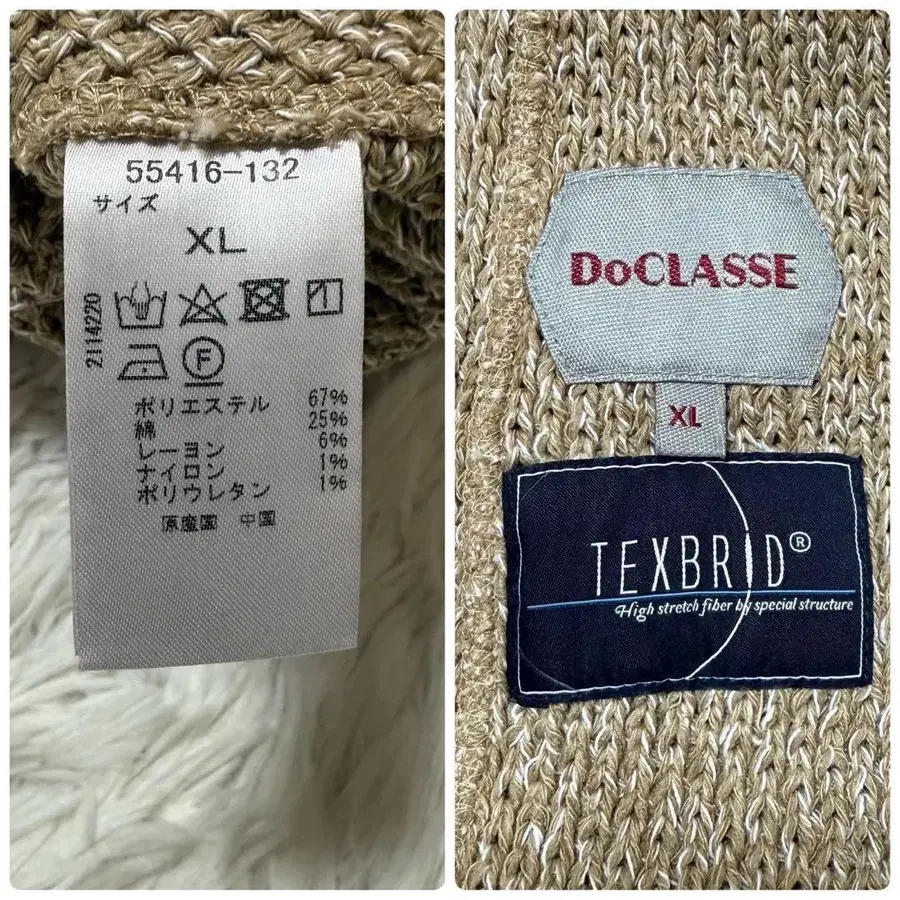 55416-132
サイズ
XL
2114220
F
ポリエステル 67%
綿 25%
レーヨン 6%
ナイロン 1%
ポリウレタン 1%
原産国 中国
DoCLASSE
XL
TEXBRID®
High stretch fiber by special structure